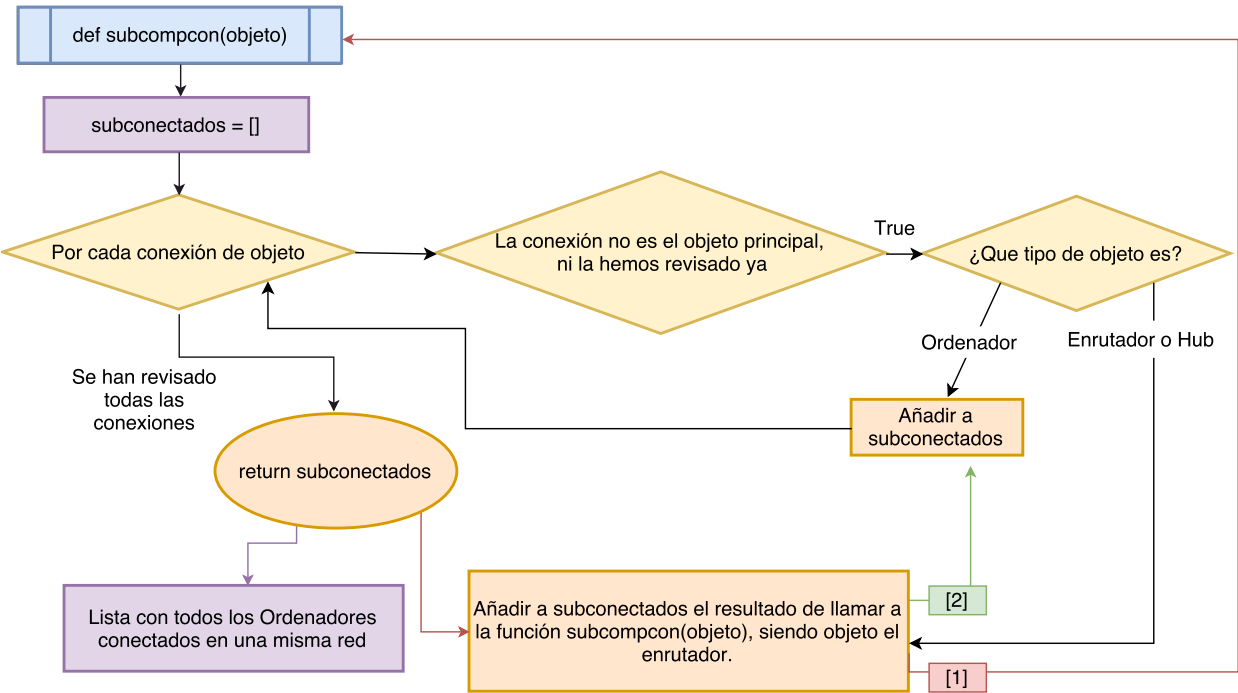 def subcompcon(objeto)
subconectados = []
Por cada conexión de objeto
La conexión no es el objeto principal,
ni la hemos revisado ya
True
¿Que tipo de objeto es?
Ordenador
Enrutador o Hub
Se han revisado
todas las
conexiones
Añadir a
subconectados
return subconectados
Lista con todos los Ordenadores
conectados en una misma red
Añadir a subconectados el resultado de llamar a
la función subcompcon(objeto), siendo objeto el
enrutador.
[2]
[1]